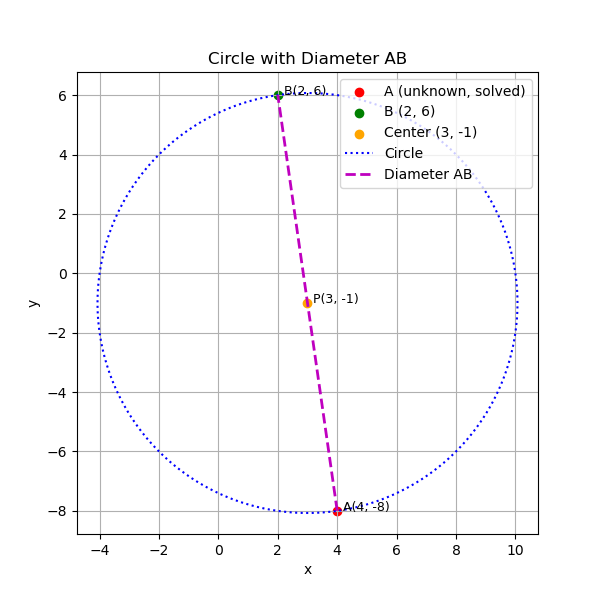 Circle with Diameter AB
A (unknown, solved)
B (2, 6)
Center (3, -1)
Circle
Diameter AB
B(2, 6)
P(3, -1)
A(4, -8)
6
4
2
0
−2
−4
−6
−8
y
−4 −2 0 2 4 6 8 10
x